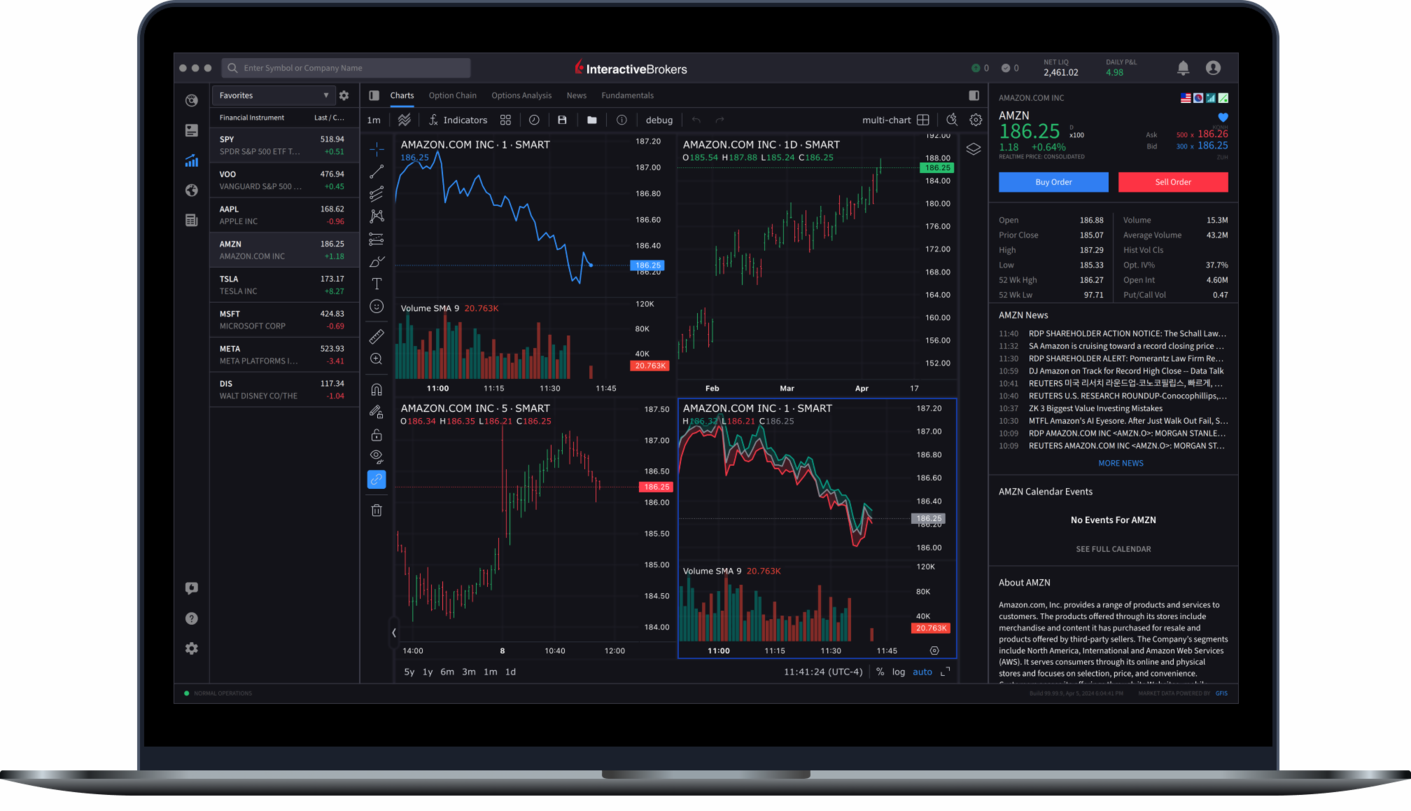 Enter Symbol or Company Name
InteractiveBrokers
0
0
NET LIQ
2,461.02
DAILY P&L
4.98
Favorites
Financial Instrument Last / C...
SPY 518.94
SPDR S&P 500 ETF T... +0.51
VOO 476.94
VANGUARD S&P 500 ... +0.45
AAPL 168.62
APPLE INC -0.96
AMZN 186.25
AMAZON.COM INC +1.18
TSLA 173.17
TESLA INC +8.27
MSFT 424.83
MICROSOFT CORP -0.69
META 523.93
META PLATFORMS I... -3.41
DIS 117.34
WALT DISNEY CO/THE -1.04
Charts Option Chain Options Analysis News Fundamentals
1m Indicators debug multi-chart
AMAZON.COM INC · 1 · SMART
186.25
187.20
187.00
186.80
186.60
186.40
186.25
186.20
Volume SMA 9 20.763K
120K
80K
40K
20.763K
11:00 11:15 11:30 11:45
AMAZON.COM INC · 1D · SMART
O185.54 H187.88 L185.24 C186.25
192.00
188.00
186.25
184.00
180.00
176.00
172.00
168.00
164.00
160.00
156.00
152.00
Feb Mar Apr 17
AMAZON.COM INC · 5 · SMART
O186.34 H186.35 L186.21 C186.25
187.50
187.00
186.50
186.25
186.00
185.50
185.00
184.50
184.00
14:00 8 10:40 12:00
AMAZON.COM INC · 1 · SMART
L186.21 C186.25
187.20
187.00
186.80
186.60
186.40
186.25
186.20
186.00
Volume SMA 9 20.763K
120K
80K
40K
20.763K
11:00 11:15 11:30 11:45
5y 1y 6m 3m 1m 1d
11:41:24 (UTC-4) % log auto
AMAZON.COM INC
AMZN
186.25 x100
1.18 +0.64%
REALTIME PRICE: CONSOLIDATED
Ask 500 x 186.26
Bid 300 x 186.25
Buy Order Sell Order
Open 186.88 Volume 15.3M
Prior Close 185.07 Average Volume 43.2M
High 187.29 Hist Vol Cls
Low 185.33 Opt. IV% 37.7%
52 Wk Hgh 186.27 Open Int 4.60M
52 Wk Lw 97.71 Put/Call Vol 0.47
AMZN News
11:40 RDP SHAREHOLDER ACTION NOTICE: The Schall Law...
11:32 SA Amazon is cruising toward a record closing price ...
11:30 RDP SHAREHOLDER ALERT: Pomerantz Law Firm Re...
10:59 DJ Amazon on Track for Record High Close -- Data Talk
10:41 REUTERS 미국 리서치 라운드업-코노코필립스, 빠르게, ...
10:40 REUTERS U.S. RESEARCH ROUNDUP-Conocophillips,...
10:37 ZK 3 Biggest Value Investing Mistakes
10:30 MTFL Amazon's AI Eyesore. After Just Walk Out Fail, S...
10:09 RDP AMAZON.COM INC <AMZN.O>: MORGAN STANLE...
10:09 REUTERS AMAZON.COM INC <AMZN.O>: MORGAN ST...
MORE NEWS
AMZN Calendar Events
No Events For AMZN
SEE FULL CALENDAR
About AMZN
Amazon.com, Inc. provides a range of products and services to
customers. The products offered through its stores include
merchandise and content it has purchased for resale and
products offered by third-party sellers. The Company's segments
include North America, International and Amazon Web Services
(AWS). It serves consumers through its online and physical
stores and focuses on selection, price, and convenience.
NORMAL OPERATIONS
MARKET DATA POWERED BY GFIS